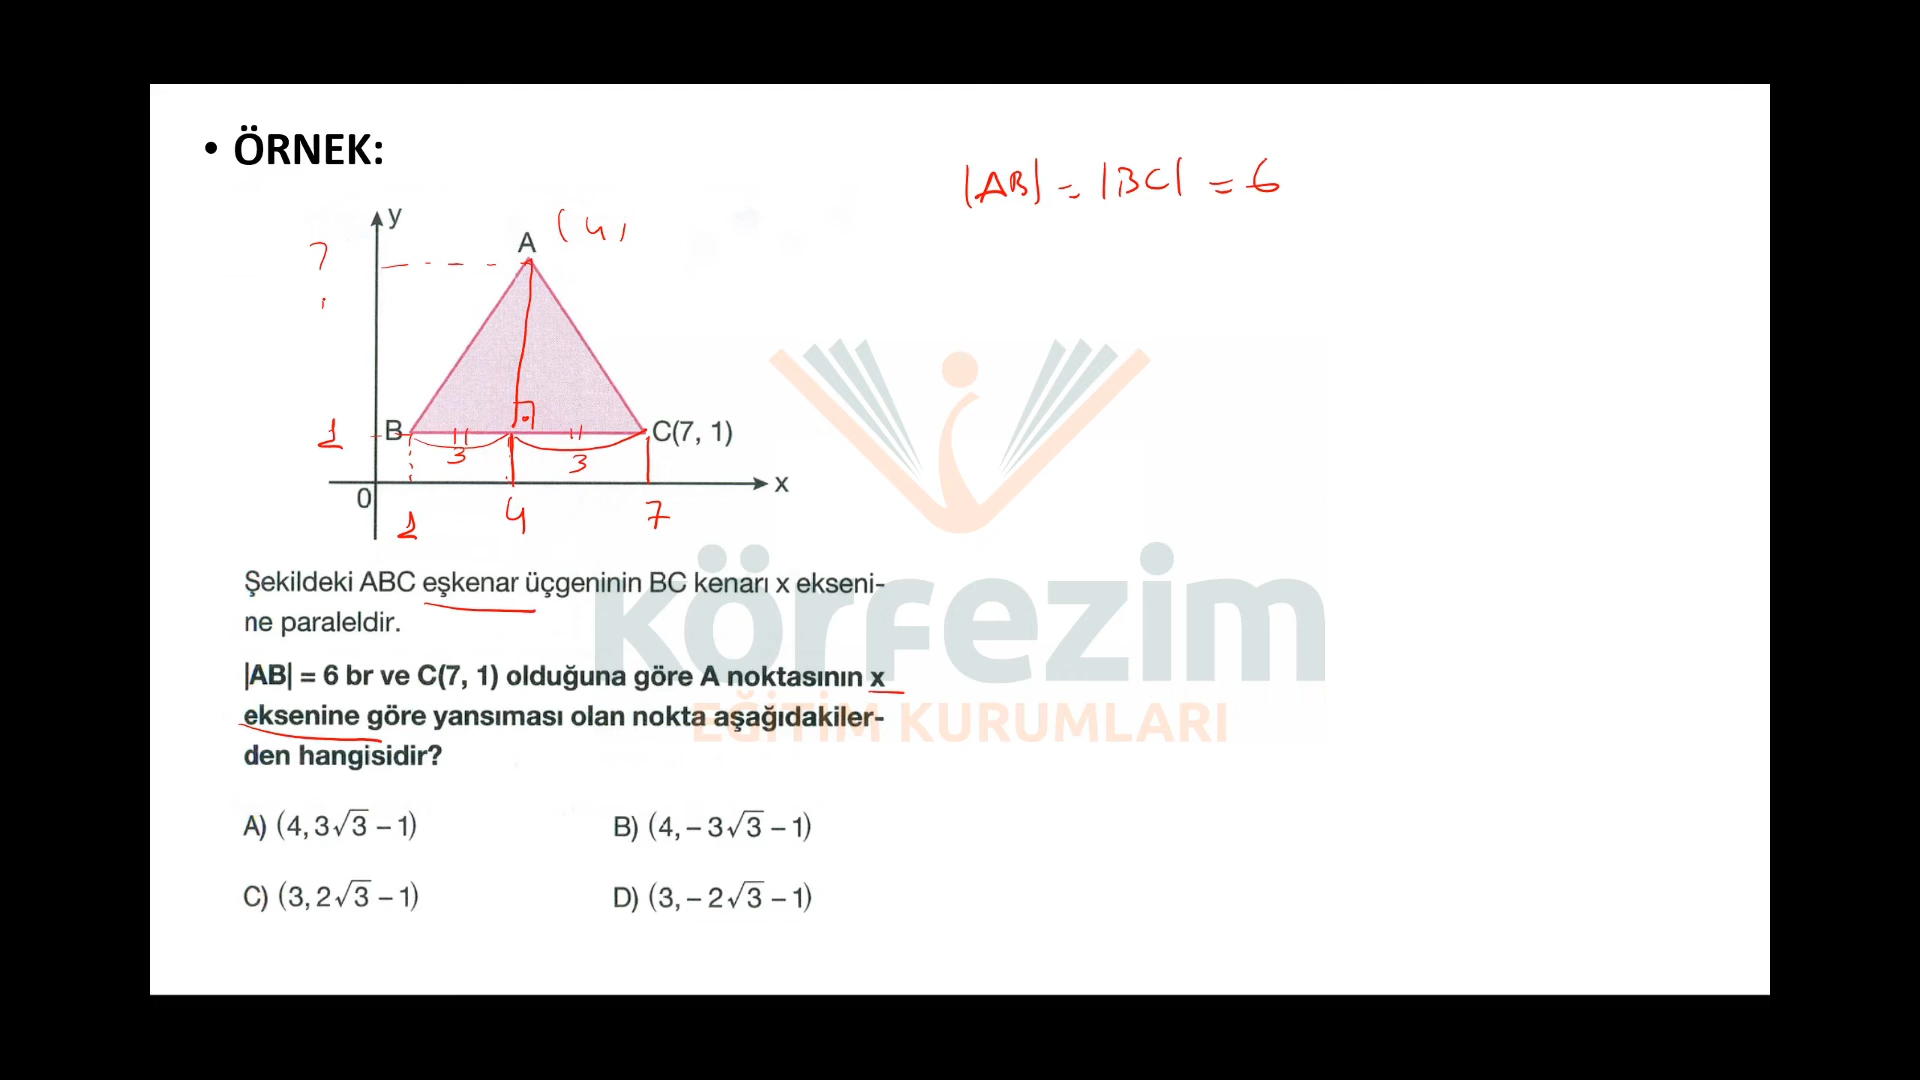 • ÖRNEK:
|AB| = |BC| = 6
y
A (4,
?
B
1
C(7, 1)
3
3
x
0
1
4
7
Şekildeki ABC eşkenar üçgeninin BC kenarı x ekseni-
ne paraleldir.
|AB| = 6 br ve C(7, 1) olduğuna göre A noktasının x
eksenine göre yansıması olan nokta aşağıdakiler-
den hangisidir?
A) (4, 3√3 – 1)
B) (4, – 3√3 – 1)
C) (3, 2√3 – 1)
D) (3, – 2√3 – 1)
körfezim
EĞİTİM KURUMLARI